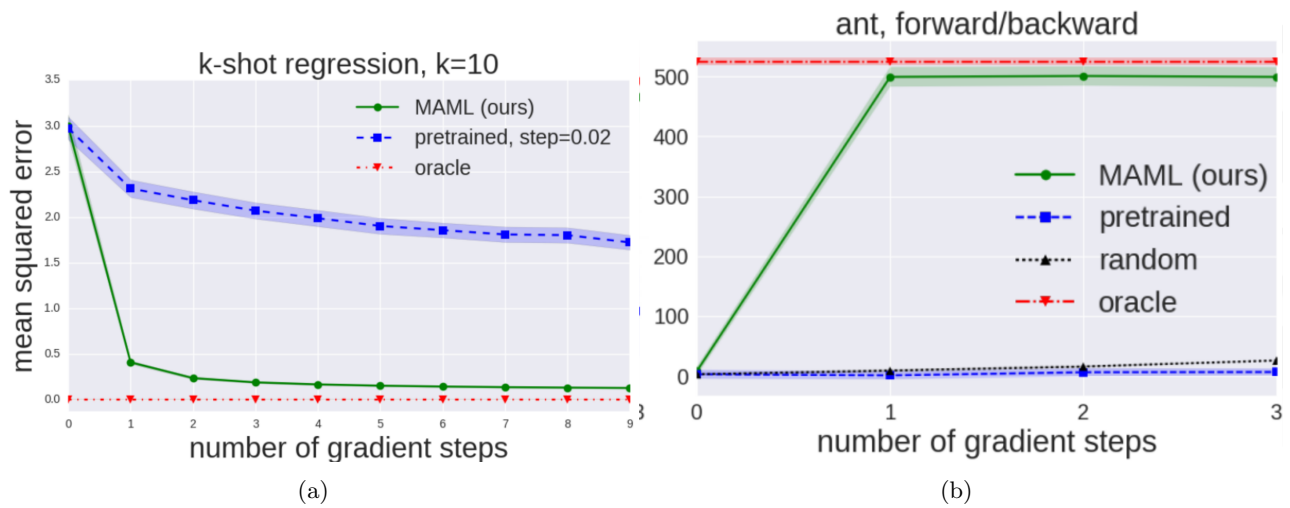 k-shot regression, k=10
mean squared error
3.5
3.0
2.5
2.0
1.5
1.0
0.5
0.0
MAML (ours)
pretrained, step=0.02
oracle
0 1 2 3 4 5 6 7 8 9
number of gradient steps
(a)
ant, forward/backward
500
400
300
200
100
0
MAML (ours)
pretrained
random
oracle
0 1 2 3
number of gradient steps
(b)